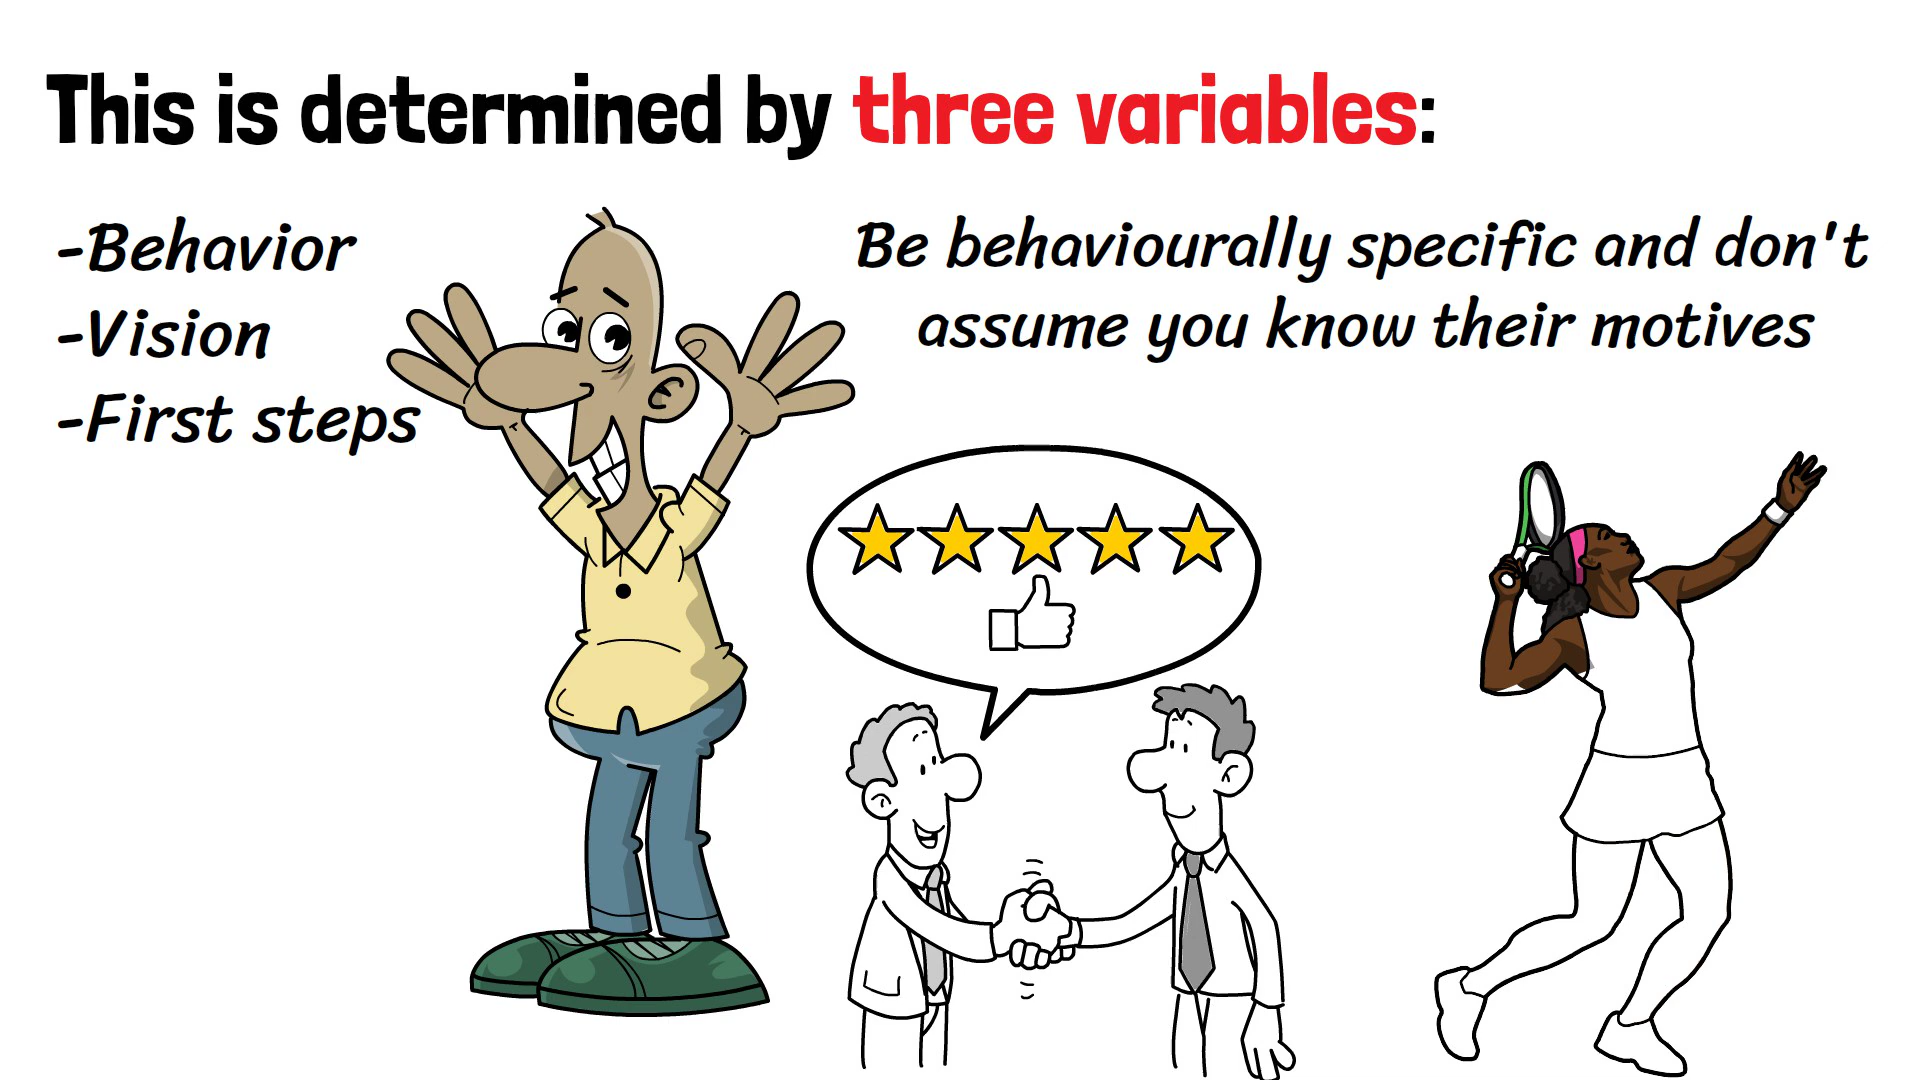 This is determined by three variables:
-Behavior
-Vision
-First steps
Be behaviourally specific and don't
assume you know their motives